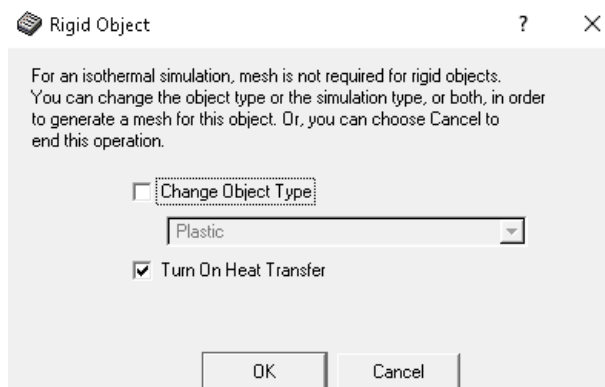 Rigid Object
?
For an isothermal simulation, mesh is not required for rigid objects.
You can change the object type or the simulation type, or both, in order
to generate a mesh for this object. Or, you can choose Cancel to
end this operation.
Change Object Type
Plastic
Turn On Heat Transfer
OK
Cancel